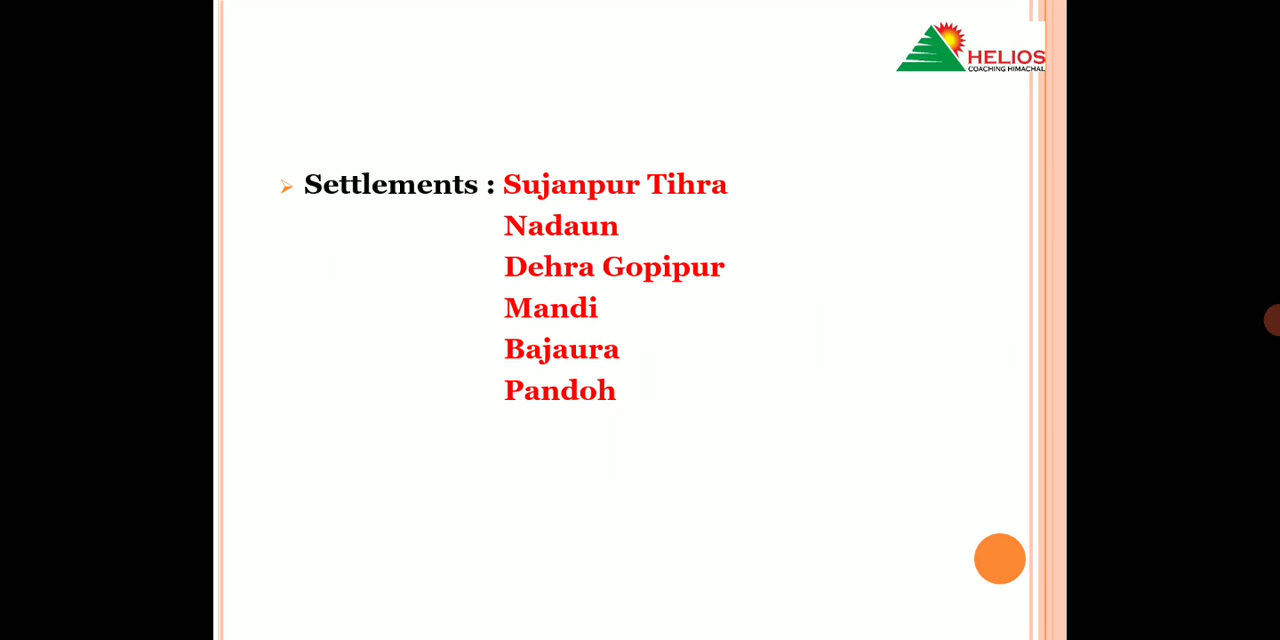 HELIOS
COACHING HIMACHAL
Settlements : Sujanpur Tihra
Nadaun
Dehra Gopipur
Mandi
Bajaura
Pandoh